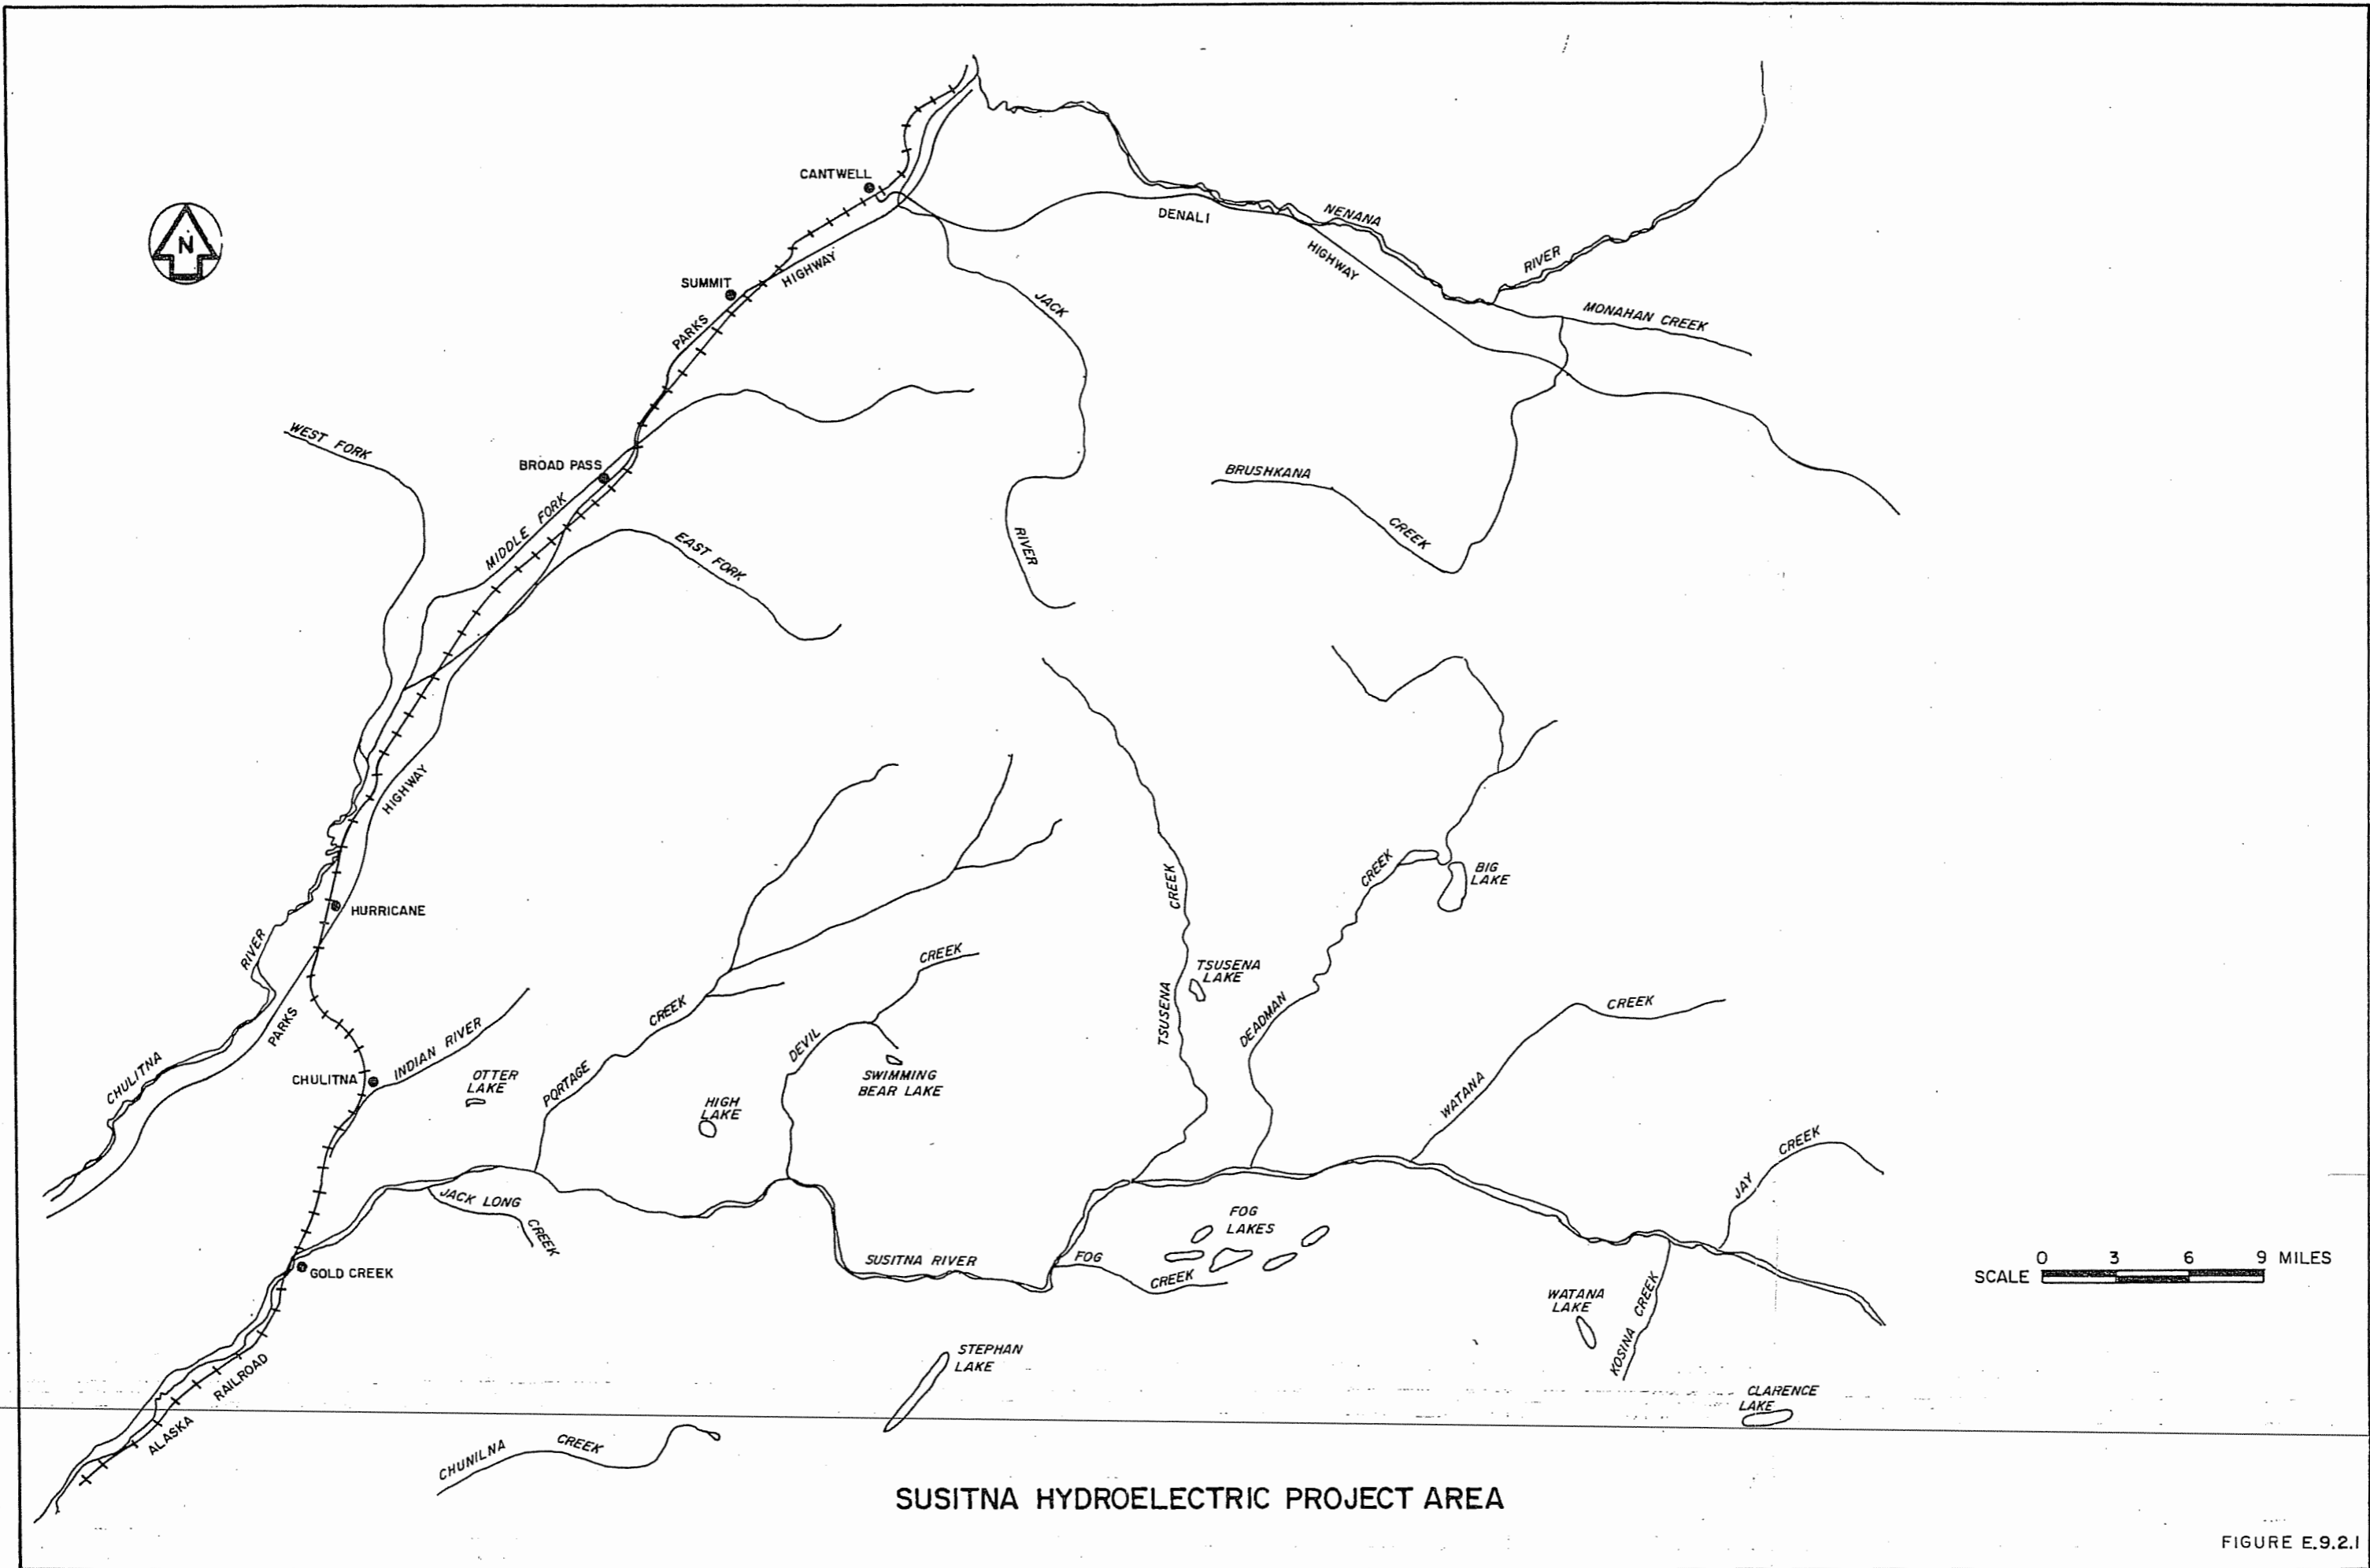 CANTWELL
DENALI
HIGHWAY
NENANA
RIVER
MONAHAN CREEK
N
SUMMIT
PARKS
HIGHWAY
JACK
RIVER
WEST FORK
BROAD PASS
MIDDLE FORK
EAST FORK
BRUSHKANA
CREEK
HIGHWAY
PARKS
HURRICANE
RIVER
CHULITNA
CHULITNA
INDIAN RIVER
OTTER
LAKE
PORTAGE
CREEK
HIGH
LAKE
DEVIL
CREEK
SWIMMING
BEAR LAKE
TSUSENA
CREEK
TSUSENA
LAKE
DEADMAN
CREEK
BIG
LAKE
WATANA
CREEK
JAY
CREEK
JACK LONG
CREEK
GOLD CREEK
SUSITNA RIVER
FOG
CREEK
FOG
LAKES
WATANA
LAKE
KOSINA CREEK
SCALE
0 3 6 9 MILES
STEPHAN
LAKE
CLARENCE
LAKE
ALASKA
RAILROAD
CHUNILNA
CREEK
SUSITNA HYDROELECTRIC PROJECT AREA
FIGURE E.9.2.1